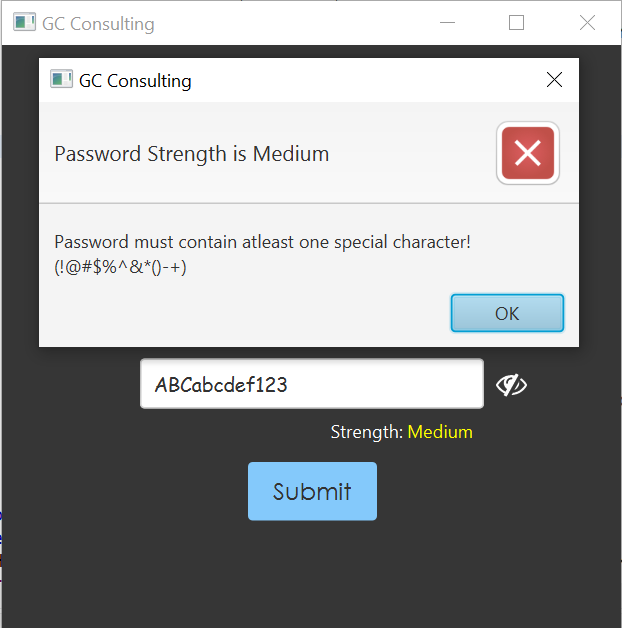 GC Consulting
GC Consulting
Password Strength is Medium
Password must contain atleast one special character!
(!@#$%^&*()-+)
OK
ABCabcdef123
Strength: Medium
Submit